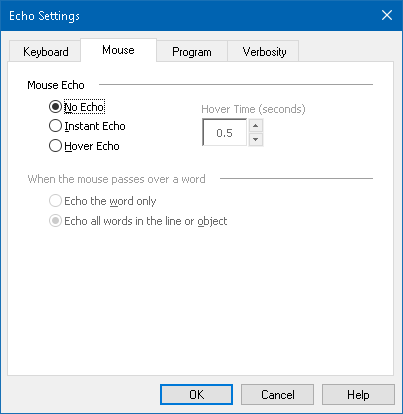 Echo Settings
Keyboard Mouse Program Verbosity
Mouse Echo
No Echo Hover Time (seconds)
Instant Echo 0.5
Hover Echo
When the mouse passes over a word
Echo the word only
Echo all words in the line or object
OK Cancel Help